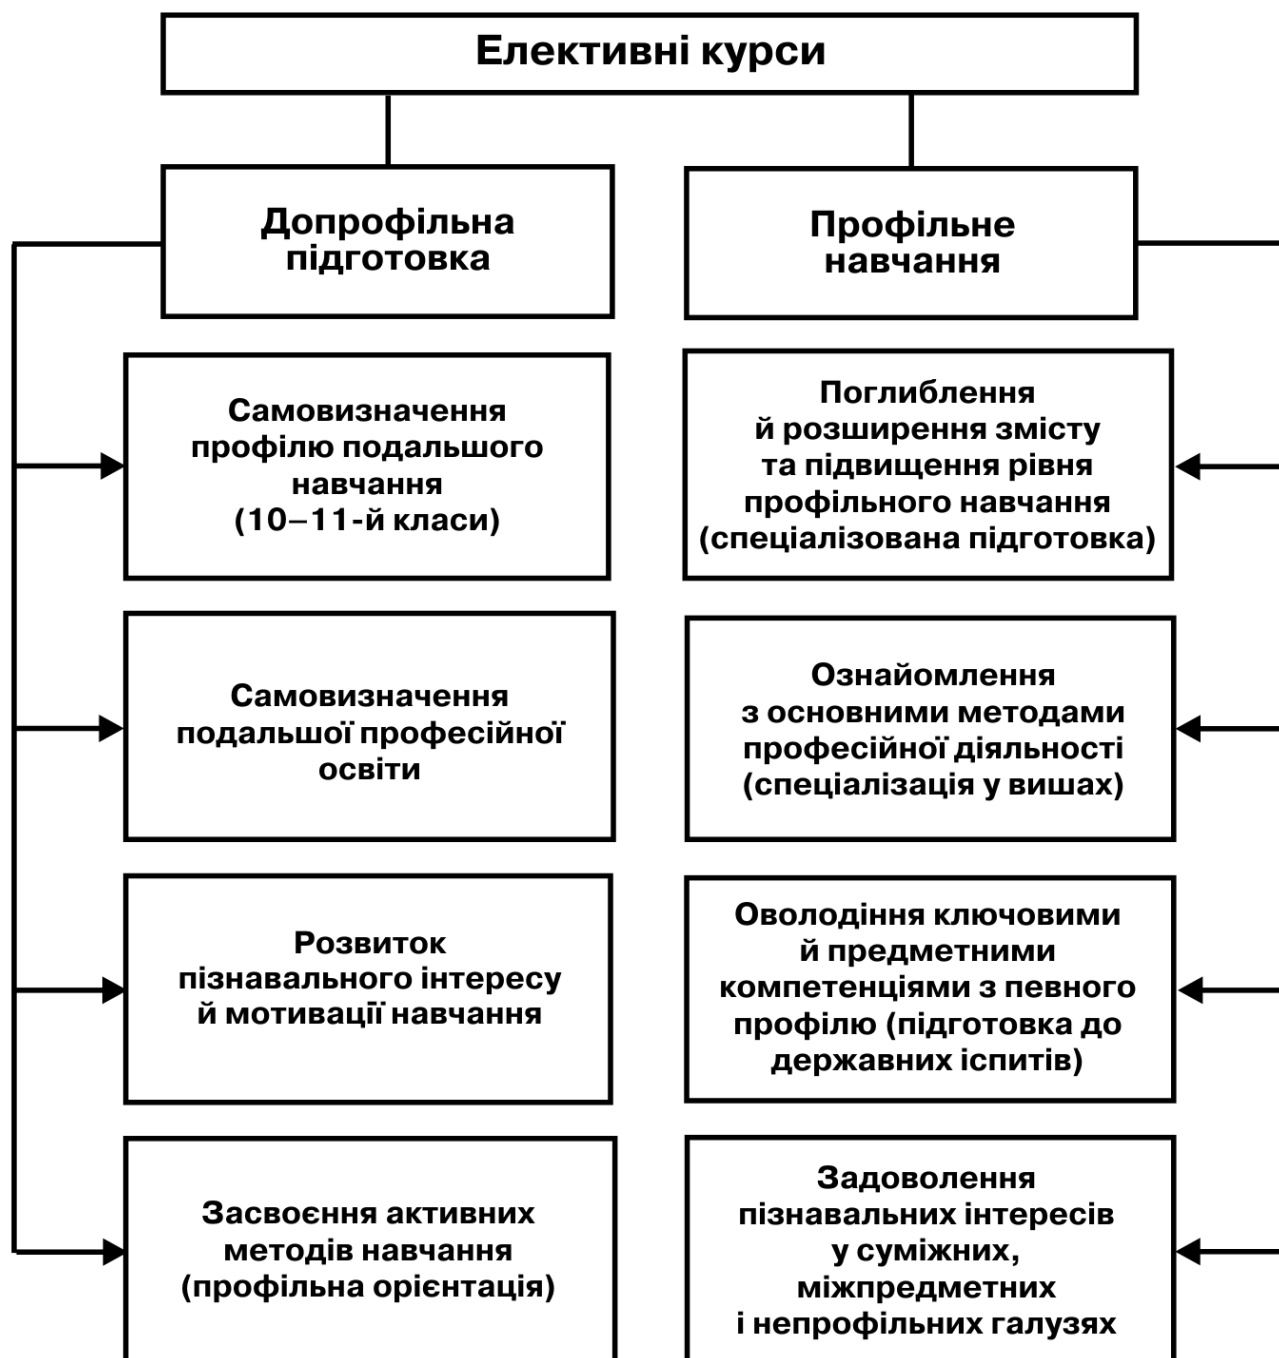 Елективні курси
Допрофільна
підготовка
Профільне
навчання
Самовизначення
профілю подальшого
навчання
(10–11-й класи)
Поглиблення
й розширення змісту
та підвищення рівня
профільного навчання
(спеціалізована підготовка)
Самовизначення
подальшої професійної
освіти
Ознайомлення
з основними методами
професійної діяльності
(спеціалізація у вишах)
Розвиток
пізнавального інтересу
й мотивації навчання
Оволодіння ключовими
й предметними
компетенціями з певного
профілю (підготовка до
державних іспитів)
Засвоєння активних
методів навчання
(профільна орієнтація)
Задоволення
пізнавальних інтересів
у суміжних,
міжпредметних
і непрофільних галузях